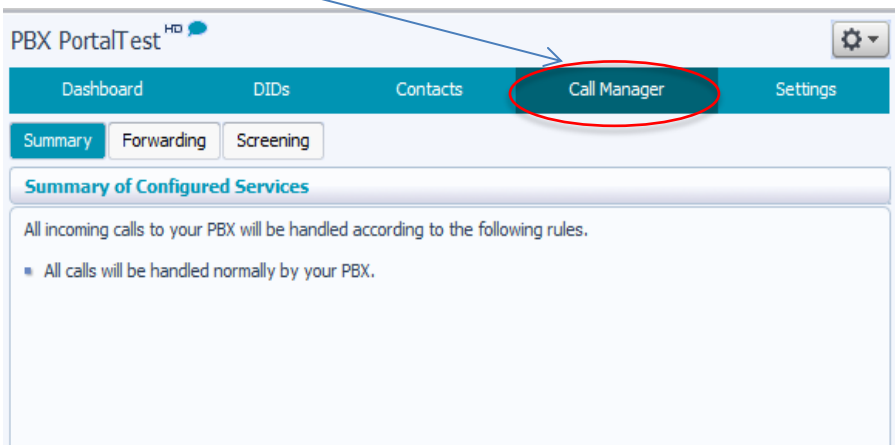 PBX PortalTest HD
Dashboard DIDs Contacts Call Manager Settings
Summary Forwarding Screening
Summary of Configured Services
All incoming calls to your PBX will be handled according to the following rules.
All calls will be handled normally by your PBX.